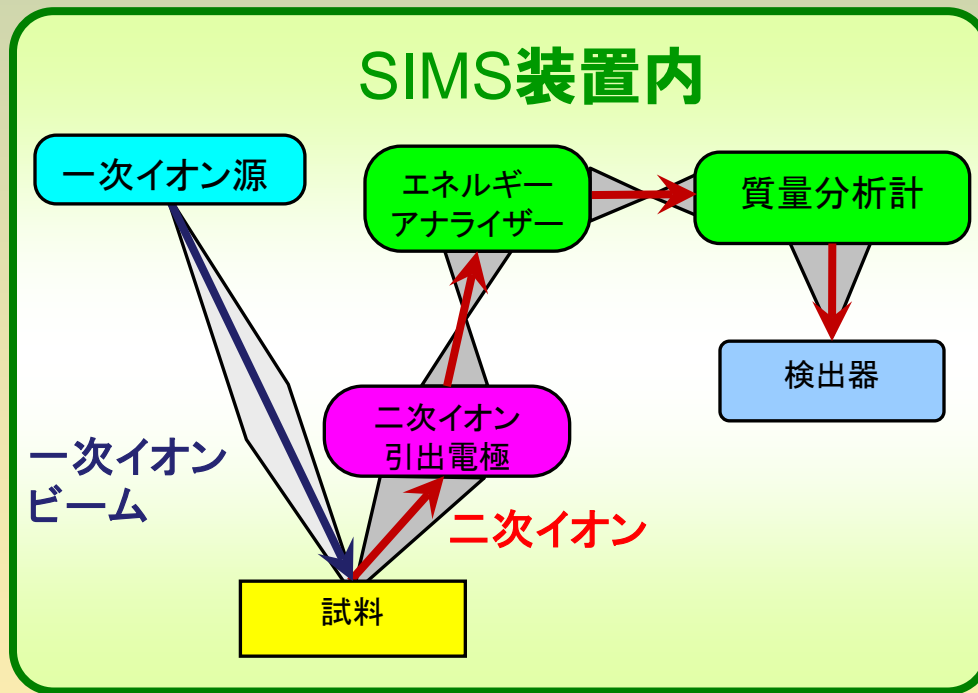 SIMS装置内
一次イオン源
エネルギー
アナライザー
質量分析計
検出器
二次イオン
引出電極
一次イオン
ビーム
二次イオン
試料